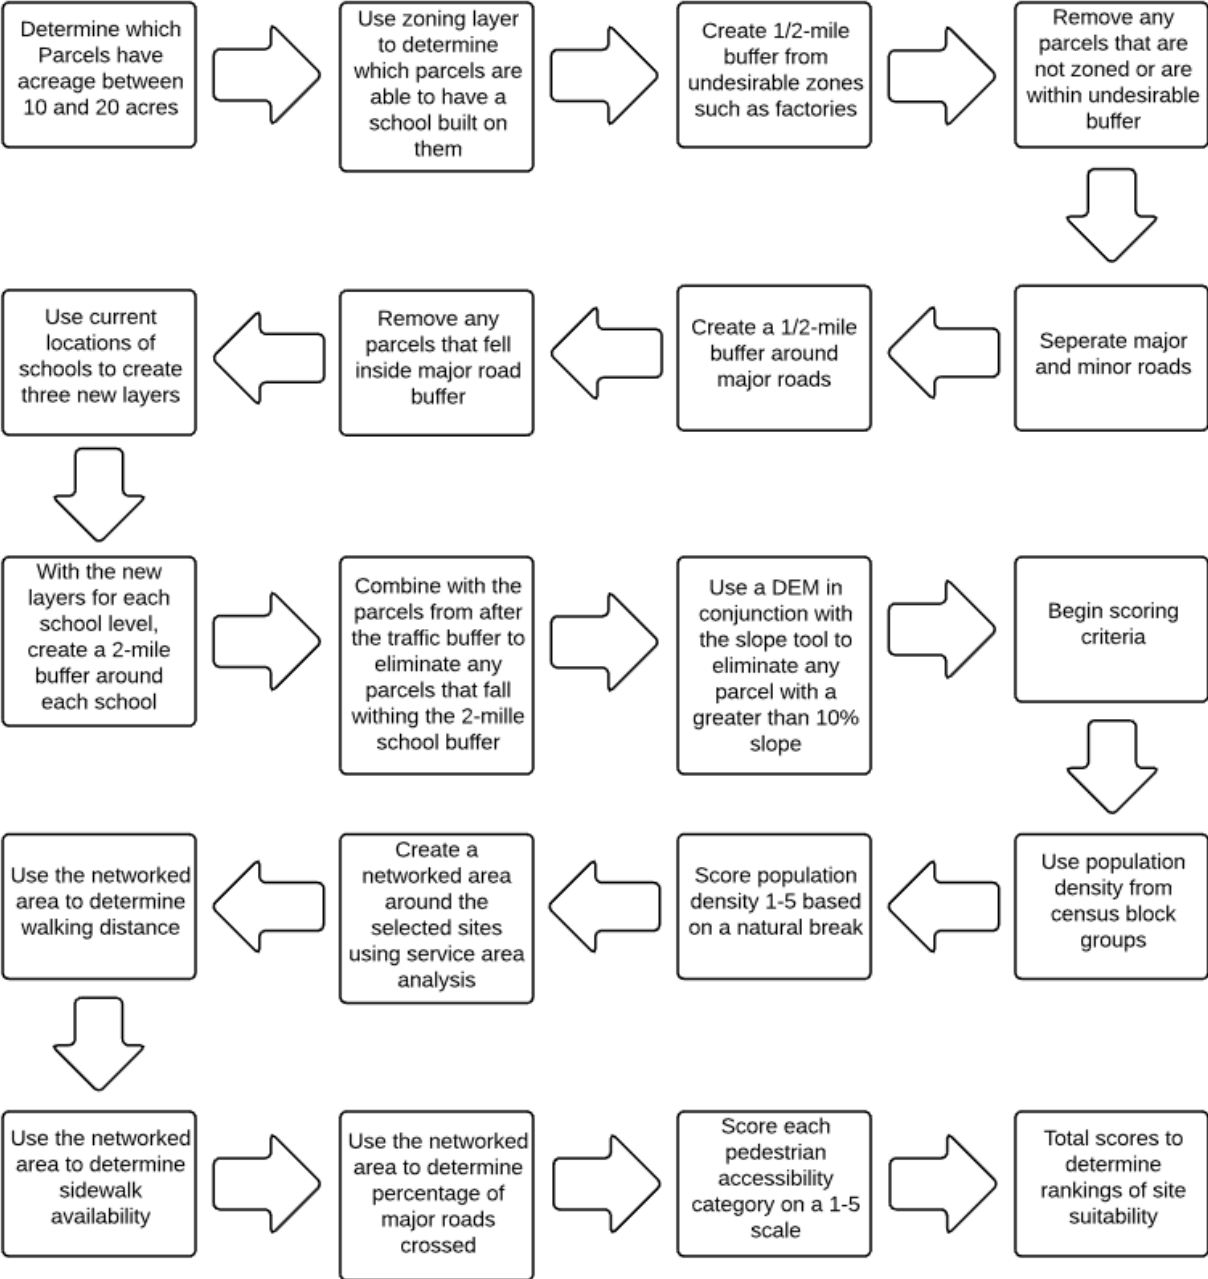 Determine which
Parcels have
acreage between
10 and 20 acres
Use zoning layer
to determine
which parcels are
able to have a
school built on
them
Create 1/2-mile
buffer from
undesirable zones
such as factories
Remove any
parcels that are
not zoned or are
within undesirable
buffer
Seperate major
and minor roads
Create a 1/2-mile
buffer around
major roads
Remove any
parcels that fell
inside major road
buffer
Use current
locations of
schools to create
three new layers
With the new
layers for each
school level,
create a 2-mile
buffer around
each school
Combine with the
parcels from after
the traffic buffer to
eliminate any
parcels that fall
withing the 2-mille
school buffer
Use a DEM in
conjunction with
the slope tool to
eliminate any
parcel with a
greater than 10%
slope
Begin scoring
criteria
Use population
density from
census block
groups
Score population
density 1-5 based
on a natural break
Create a
networked area
around the
selected sites
using service area
analysis
Use the networked
area to determine
walking distance
Use the networked
area to determine
sidewalk
availability
Use the networked
area to determine
percentage of
major roads
crossed
Score each
pedestrian
accessibility
category on a 1-5
scale
Total scores to
determine
rankings of site
suitability